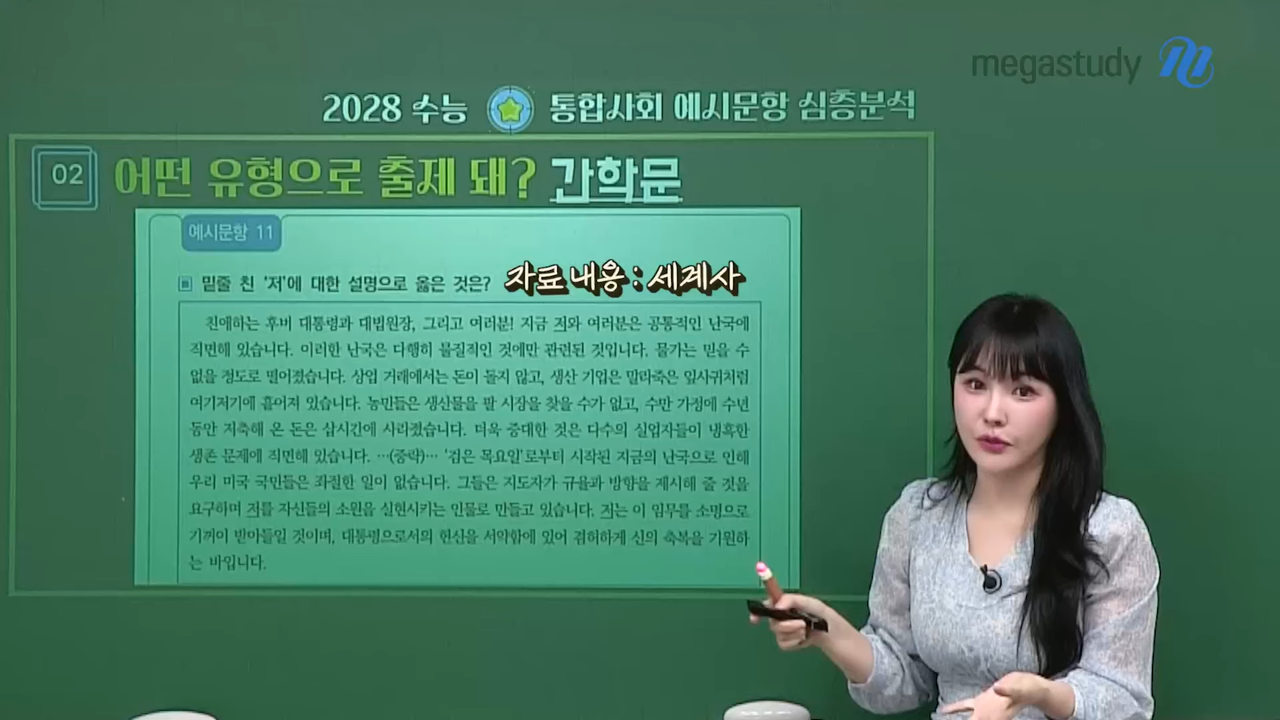 megastudy
2028 수능 통합사회 예시문항 심층분석
02 어떤 유형으로 출제 돼? 간학문
예시문항 11
밑줄 친 '저'에 대한 설명으로 옳은 것은? 자료 내용 : 세계사
친애하는 후버 대통령과 대법원장, 그리고 여러분! 지금 저와 여러분은 공통적인 난국에
직면해 있습니다. 이러한 난국은 다행히 물질적인 것에만 관련된 것입니다. 물가는 믿을 수
없을 정도로 떨어졌습니다. 상업 거래에서는 돈이 돌지 않고, 생산 기업은 말라죽은 잎사귀처럼
여기저기에 흩어져 있습니다. 농민들은 생산물을 팔 시장을 찾을 수가 없고, 수만 가정에 수년
동안 저축해 온 돈은 삽시간에 사라졌습니다. 더욱 중대한 것은 다수의 실업자들이 냉혹한
생존 문제에 직면해 있습니다. …(중략)… '검은 목요일'로부터 시작된 지금의 난국으로 인해
우리 미국 국민들은 좌절한 일이 없습니다. 그들은 지도자가 규율과 방향을 제시해 줄 것을
요구하며 저를 자신들의 소원을 실현시키는 인물로 만들고 있습니다. 저는 이 임무를 소명으로
기꺼이 받아들일 것이며, 대통령으로서의 헌신을 서약함에 있어 겸허하게 신의 축복을 기원하
는 바입니다.